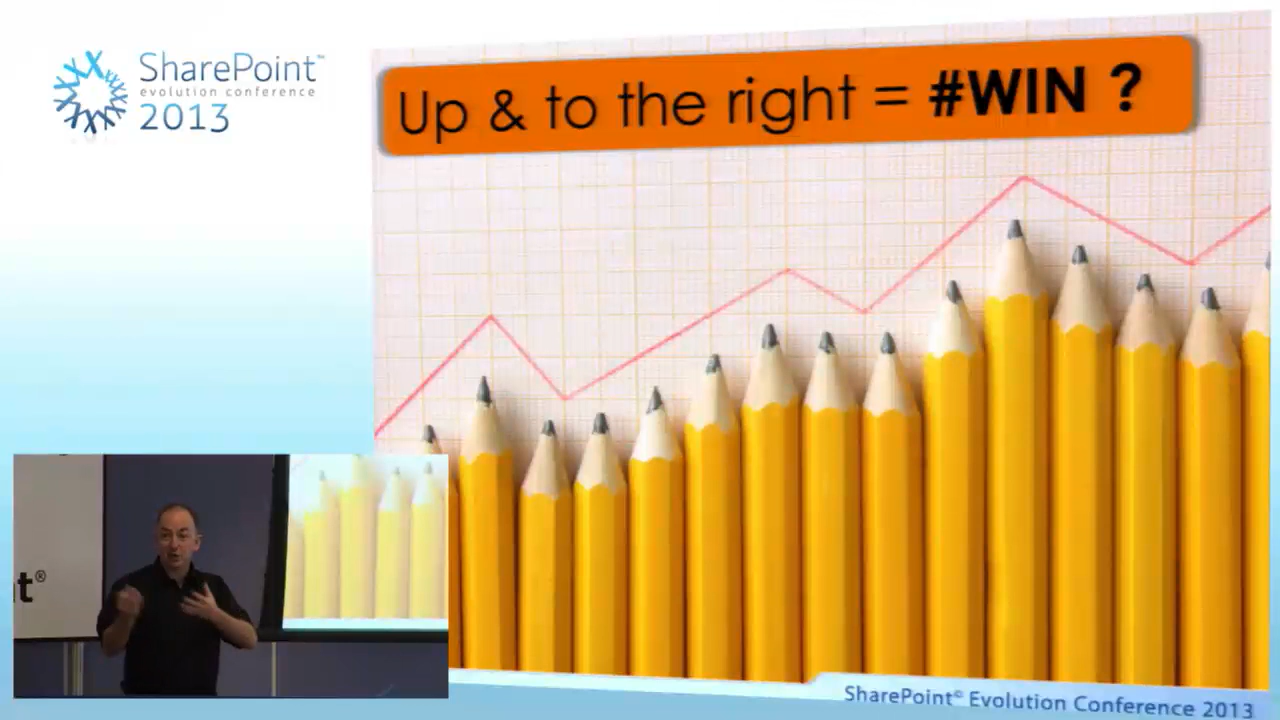 SharePoint™
evolution conference
2013
Up & to the right = #WIN ?
t®
SharePoint® Evolution Conference 2013